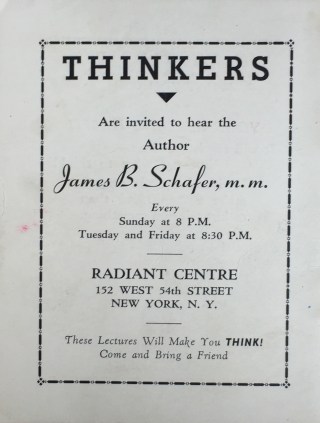 THINKERS
Are invited to hear the
Author
James B. Schafer, m. m.
Every
Sunday at 8 P.M.
Tuesday and Friday at 8:30 P.M.
RADIANT CENTRE
152 WEST 54th STREET
NEW YORK, N. Y.
These Lectures Will Make You THINK!
Come and Bring a Friend